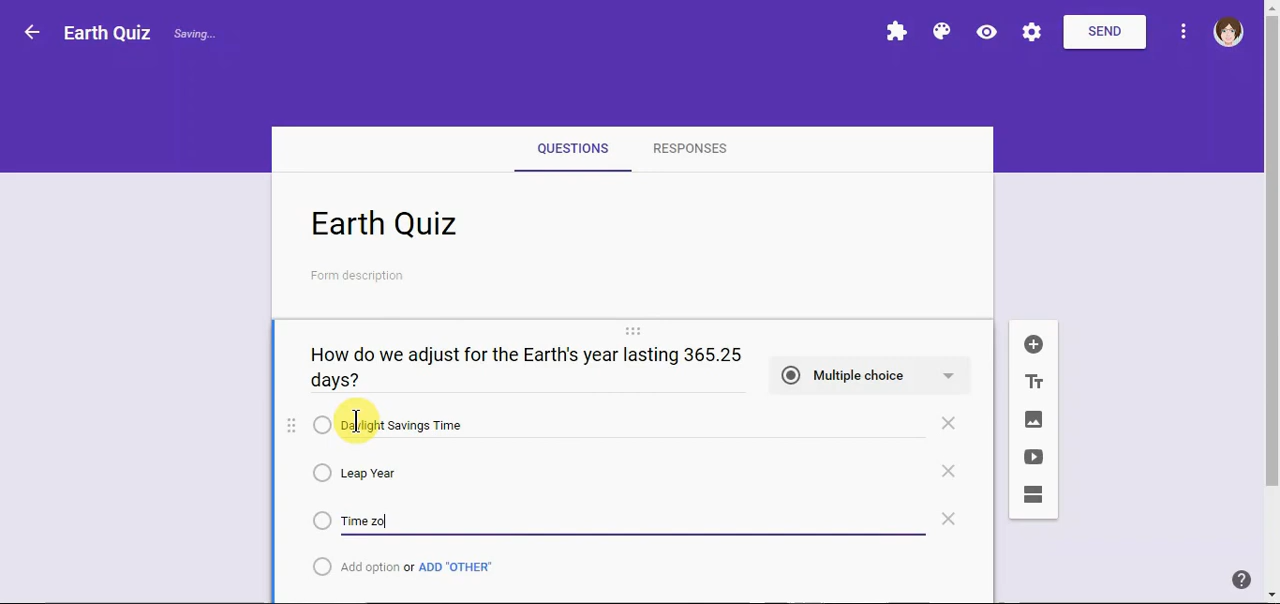 Earth Quiz Saving... SEND
QUESTIONS RESPONSES
Earth Quiz
Form description
How do we adjust for the Earth's year lasting 365.25
days?
Multiple choice
Daylight Savings Time
Leap Year
Time zo
Add option or ADD "OTHER"